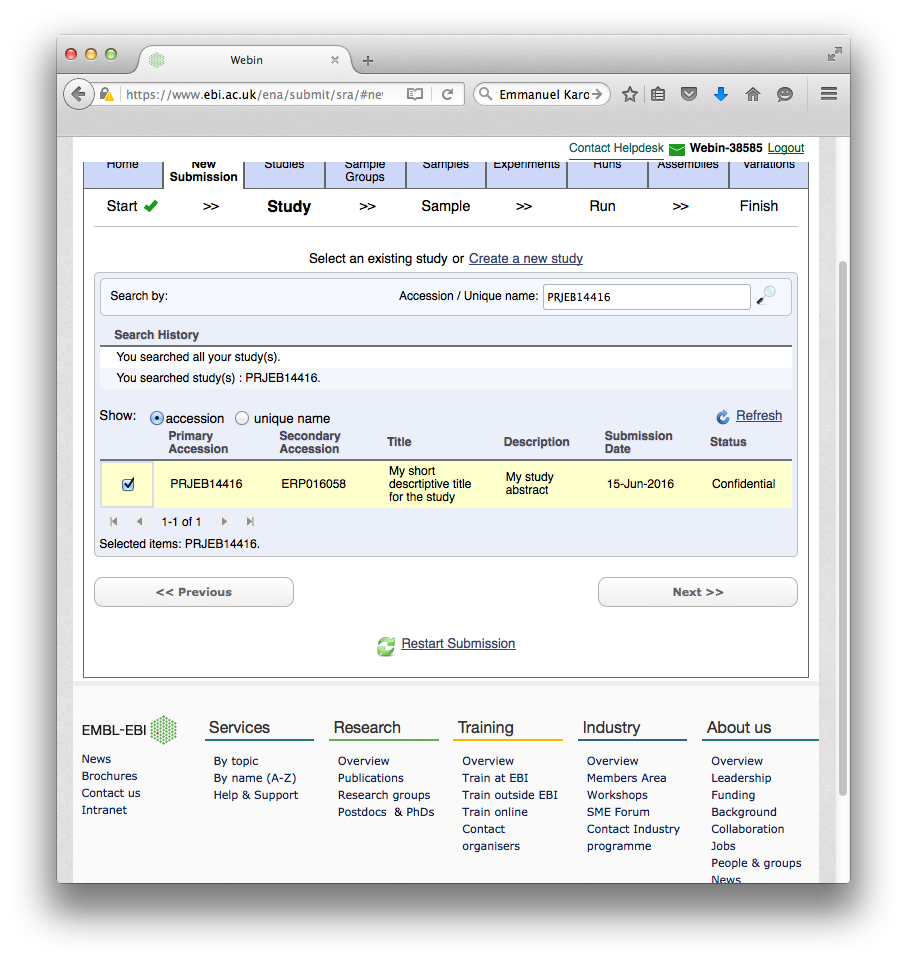 Webin
https://www.ebi.ac.uk/ena/submit/sra/#ne
Emmanuel Karo
Contact Helpdesk Webin-38585 Logout
Home New Submission Studies Sample Groups Samples Experiments Runs Assemblies Variations
Start >> Study >> Sample >> Run >> Finish
Select an existing study or Create a new study
Search by: Accession / Unique name: PRJEB14416
Search History
You searched all your study(s).
You searched study(s) : PRJEB14416.
Show: accession unique name Refresh
Primary Accession Secondary Accession Title Description Submission Date Status
PRJEB14416 ERP016058 My short descrtiptive title for the study My study abstract 15-Jun-2016 Confidential
1-1 of 1
Selected items: PRJEB14416.
<< Previous Next >>
Restart Submission
EMBL-EBI
News
Brochures
Contact us
Intranet
Services
By topic
By name (A-Z)
Help & Support
Research
Overview
Publications
Research groups
Postdocs & PhDs
Training
Overview
Train at EBI
Train outside EBI
Train online
Contact
organisers
Industry
Overview
Members Area
Workshops
SME Forum
Contact Industry
programme
About us
Overview
Leadership
Funding
Background
Collaboration
Jobs
People & groups
News